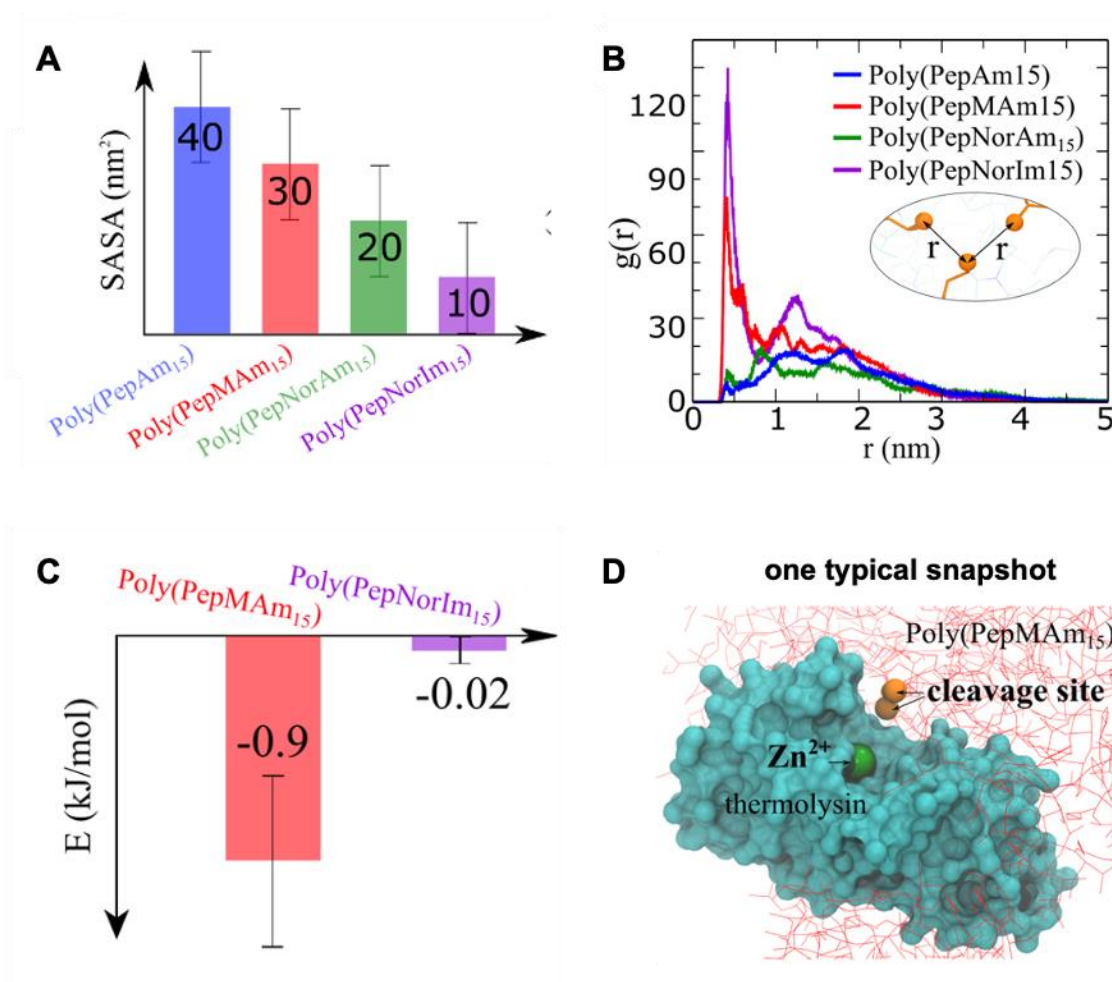 A
SASA (nm²)
40
30
20
10
Poly(PepAm₁₅)
Poly(PepMAm₁₅)
Poly(PepNorAm₁₅)
Poly(PepNorIm₁₅)
B
g(r)
120
90
60
30
0
Poly(PepAm15)
Poly(PepMAm15)
Poly(PepNorAm₁₅)
Poly(PepNorIm15)
r r
0 1 2 3 4 5
r (nm)
C
Poly(PepMAm₁₅)
Poly(PepNorIm₁₅)
E (kJ/mol)
-0.9
-0.02
D
one typical snapshot
Poly(PepMAm₁₅)
cleavage site
Zn²⁺
thermolysin